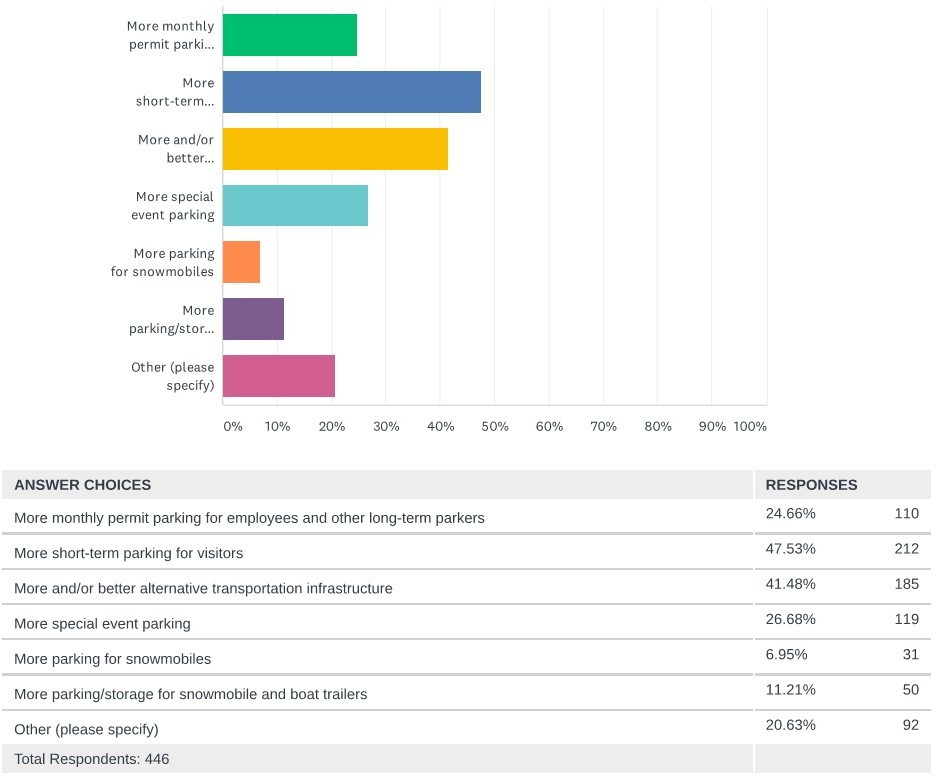 More monthly
permit parki...
More
short-term...
More and/or
better...
More special
event parking
More parking
for snowmobiles
More
parking/stor...
Other (please
specify)
0% 10% 20% 30% 40% 50% 60% 70% 80% 90% 100%
ANSWER CHOICES RESPONSES
More monthly permit parking for employees and other long-term parkers 24.66% 110
More short-term parking for visitors 47.53% 212
More and/or better alternative transportation infrastructure 41.48% 185
More special event parking 26.68% 119
More parking for snowmobiles 6.95% 31
More parking/storage for snowmobile and boat trailers 11.21% 50
Other (please specify) 20.63% 92
Total Respondents: 446